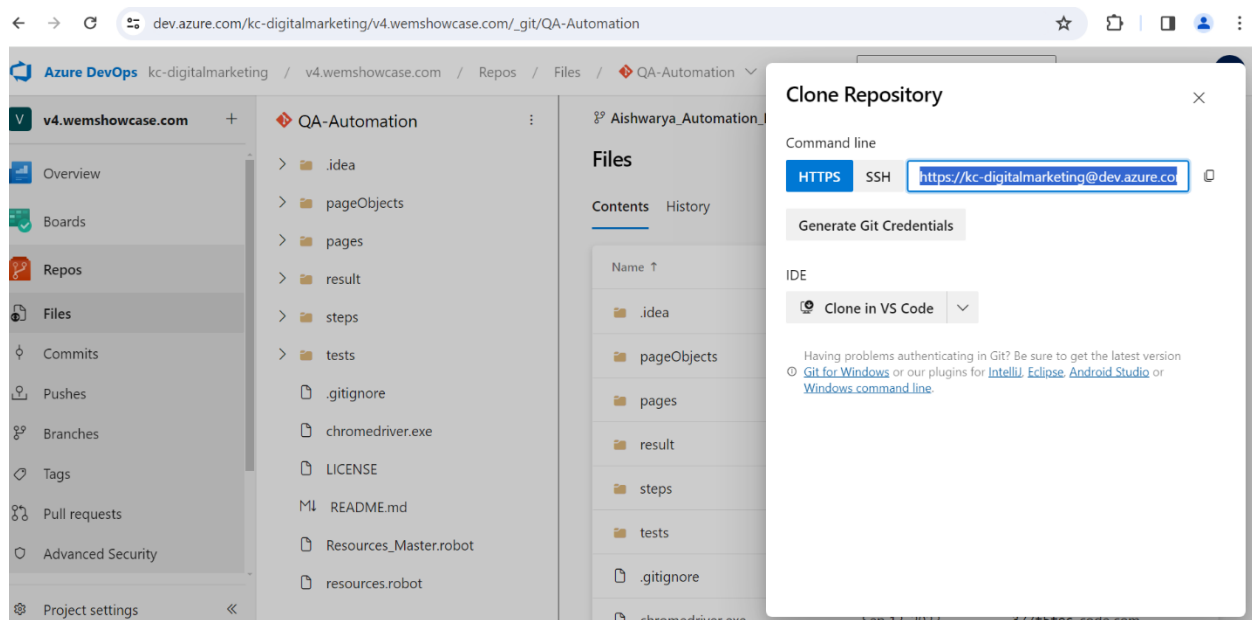 dev.azure.com/kc-digitalmarketing/v4.wemshowcase.com/_git/QA-Automation
Azure DevOps kc-digitalmarketing / v4.wemshowcase.com / Repos / Files / QA-Automation
V v4.wemshowcase.com +
Overview
Boards
Repos
Files
Commits
Pushes
Branches
Tags
Pull requests
Advanced Security
Project settings
QA-Automation
.idea
pageObjects
pages
result
steps
tests
.gitignore
chromedriver.exe
LICENSE
M↓ README.md
Resources_Master.robot
resources.robot
Aishwarya_Automation_
Files
Contents History
Name ↑
.idea
pageObjects
pages
result
steps
tests
.gitignore
chromedriver.exe
Clone Repository
Command line
HTTPS SSH https://kc-digitalmarketing@dev.azure.co
Generate Git Credentials
IDE
Clone in VS Code
Having problems authenticating in Git? Be sure to get the latest version
Git for Windows or our plugins for IntelliJ, Eclipse, Android Studio or
Windows command line.